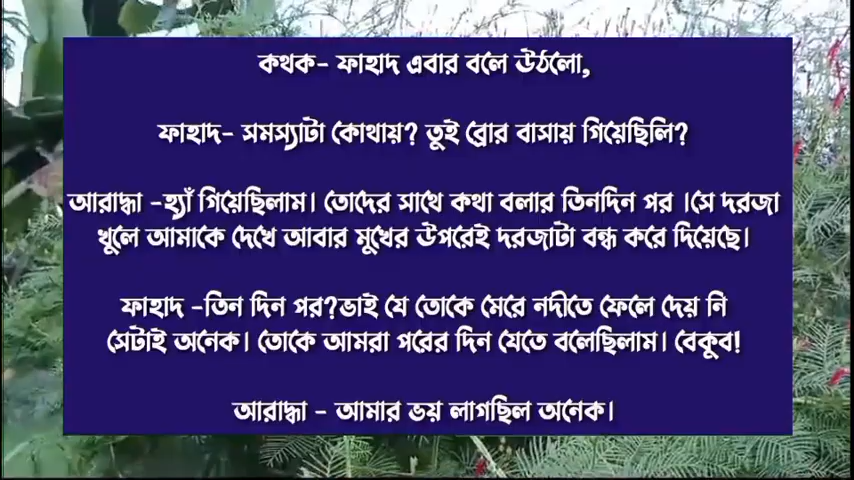 কথক- ফাহাদ এবার বলে উঠলো,
ফাহাদ- সমস্যাটা কোথায়? তুই ব্রোর বাসায় গিয়েছিলি?
আরাদ্ধা -হ্যাঁ গিয়েছিলাম। তোদের সাথে কথা বলার তিনদিন পর ।সে দরজা
খুলে আমাকে দেখে আবার মুখের উপরেই দরজাটা বন্ধ করে দিয়েছে।
ফাহাদ -তিন দিন পর?ভাই যে তোকে মেরে নদীতে ফেলে দেয় নি
সেটাই অনেক। তোকে আমরা পরের দিন যেতে বলেছিলাম। বেকুব!
আরাদ্ধা - আমার ভয় লাগছিল অনেক।